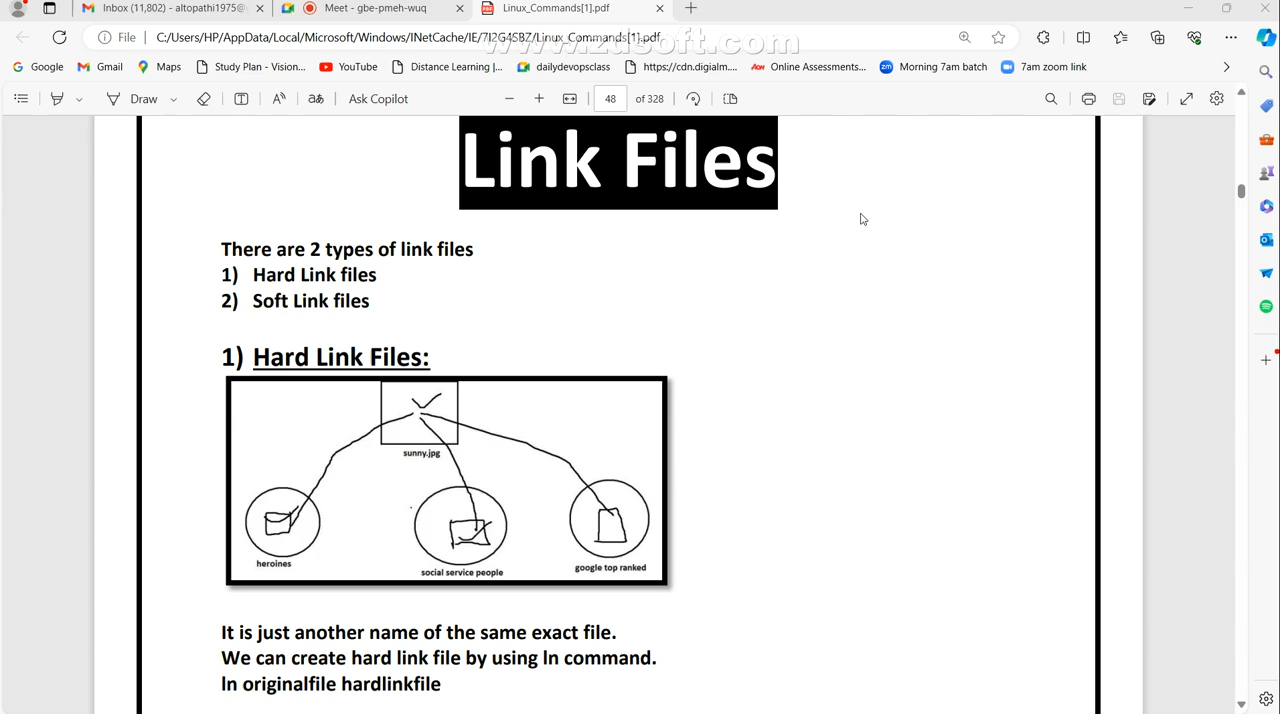 Inbox (11,802) - altopathi1975@
Meet - gbe-pmeh-wuq
Linux_Commands[1].pdf
File
C:/Users/HP/AppData/Local/Microsoft/Windows/INetCache/IE/7I2G4SBZ/Linux_Commands[1].pdf
www.zdsoft.com
Google
Gmail
Maps
Study Plan - Vision...
YouTube
Distance Learning |...
dailydevopsclass
https://cdn.digialm....
Online Assessments...
Morning 7am batch
7am zoom link
Draw
Ask Copilot
48 of 328
Link Files
There are 2 types of link files
1) Hard Link files
2) Soft Link files
1) Hard Link Files:
sunny.jpg
heroines
social service people
google top ranked
It is just another name of the same exact file.
We can create hard link file by using ln command.
ln originalfile hardlinkfile